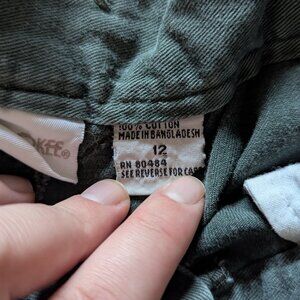 100% COTTON
MADE IN BANGLADESH
12
RN 80484
SEE REVERSE FOR CARE